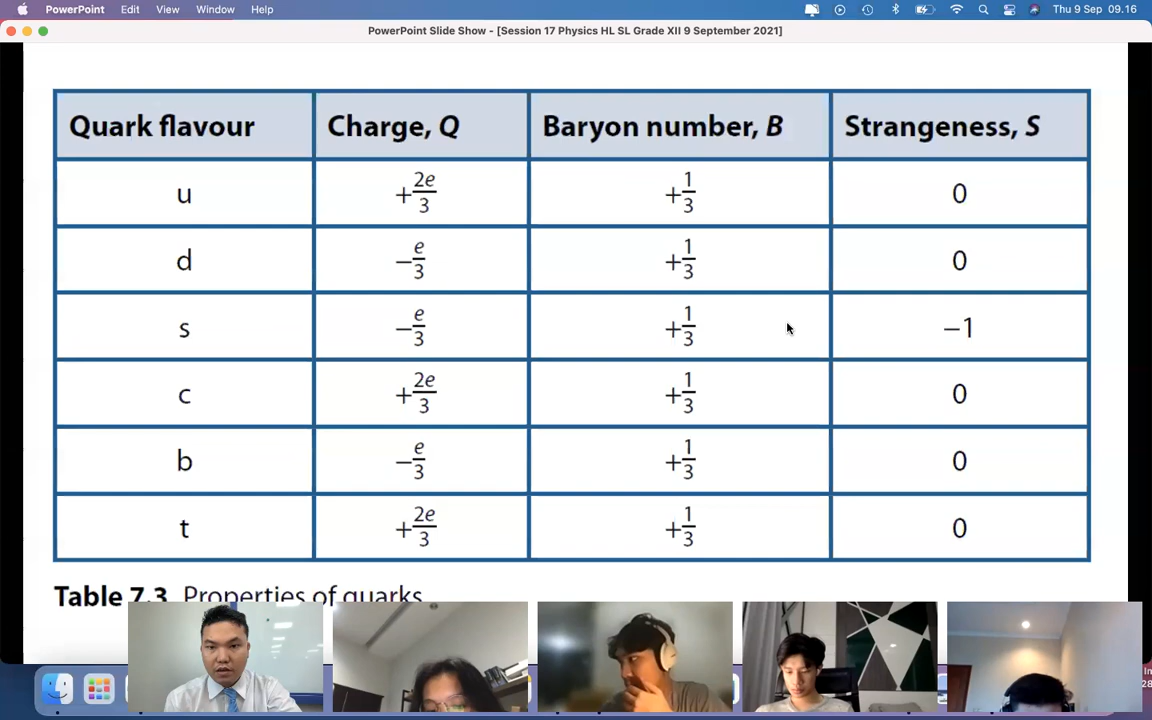 PowerPoint Edit View Window Help Thu 9 Sep 09.16
PowerPoint Slide Show - [Session 17 Physics HL SL Grade XII 9 September 2021]
Quark flavour Charge, Q Baryon number, B Strangeness, S
u +2e/3 +1/3 0
d −e/3 +1/3 0
s −e/3 +1/3 −1
c +2e/3 +1/3 0
b −e/3 +1/3 0
t +2e/3 +1/3 0
Table 7.3 Properties of quarks